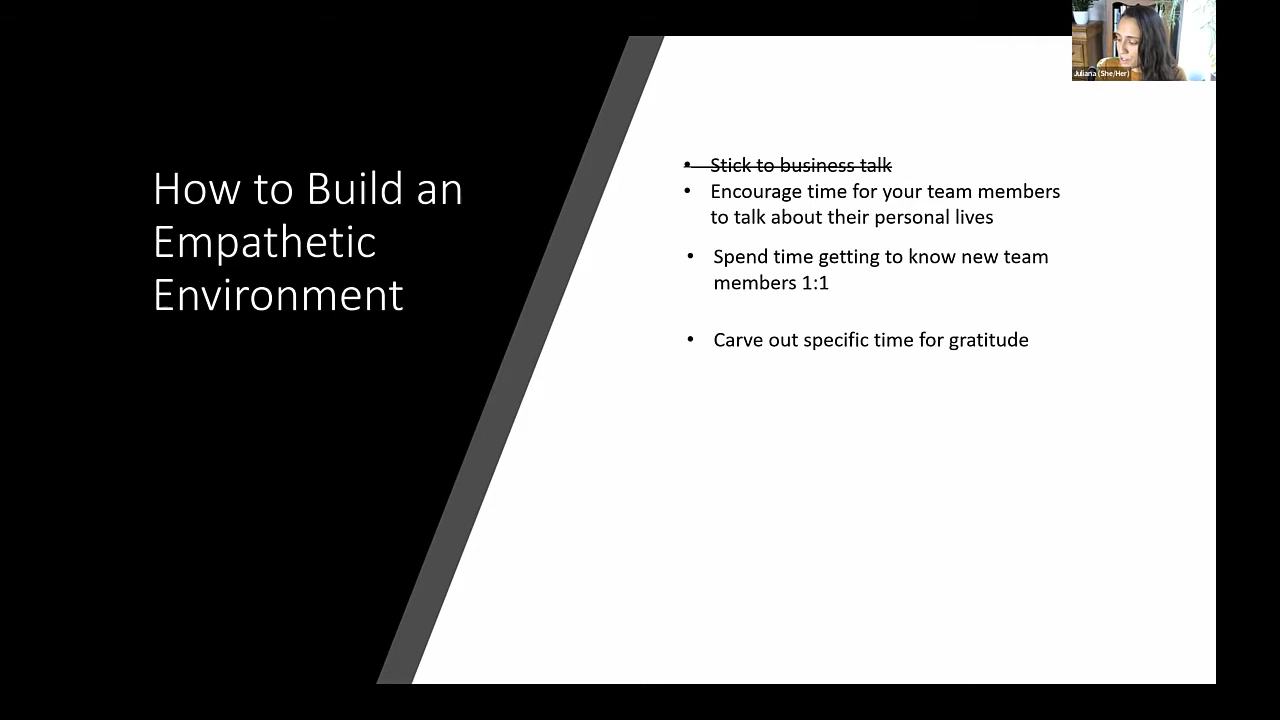 Juliana (She/Her)
How to Build an
Empathetic
Environment
• Stick to business talk
• Encourage time for your team members
to talk about their personal lives
• Spend time getting to know new team
members 1:1
• Carve out specific time for gratitude